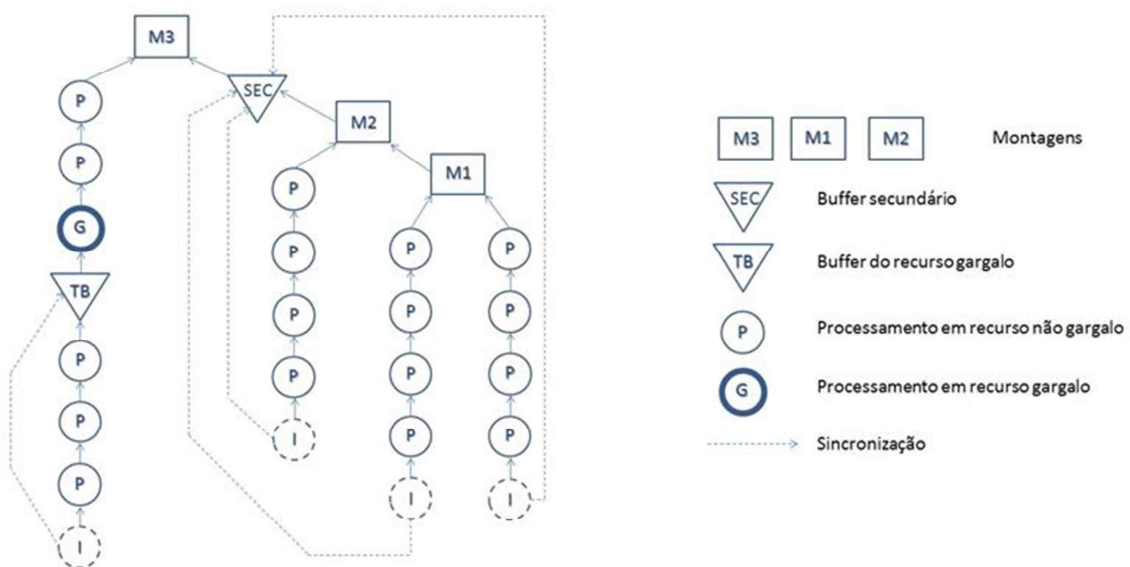 M3
SEC
P
M2
P
M1
P
G
P
P
P
TB
P
P
P
P
P
P
P
P
P
P
P
P
I
P
I
I
I
M3 M1 M2 Montagens
SEC Buffer secundário
TB Buffer do recurso gargalo
P Processamento em recurso não gargalo
G Processamento em recurso gargalo
Sincronização